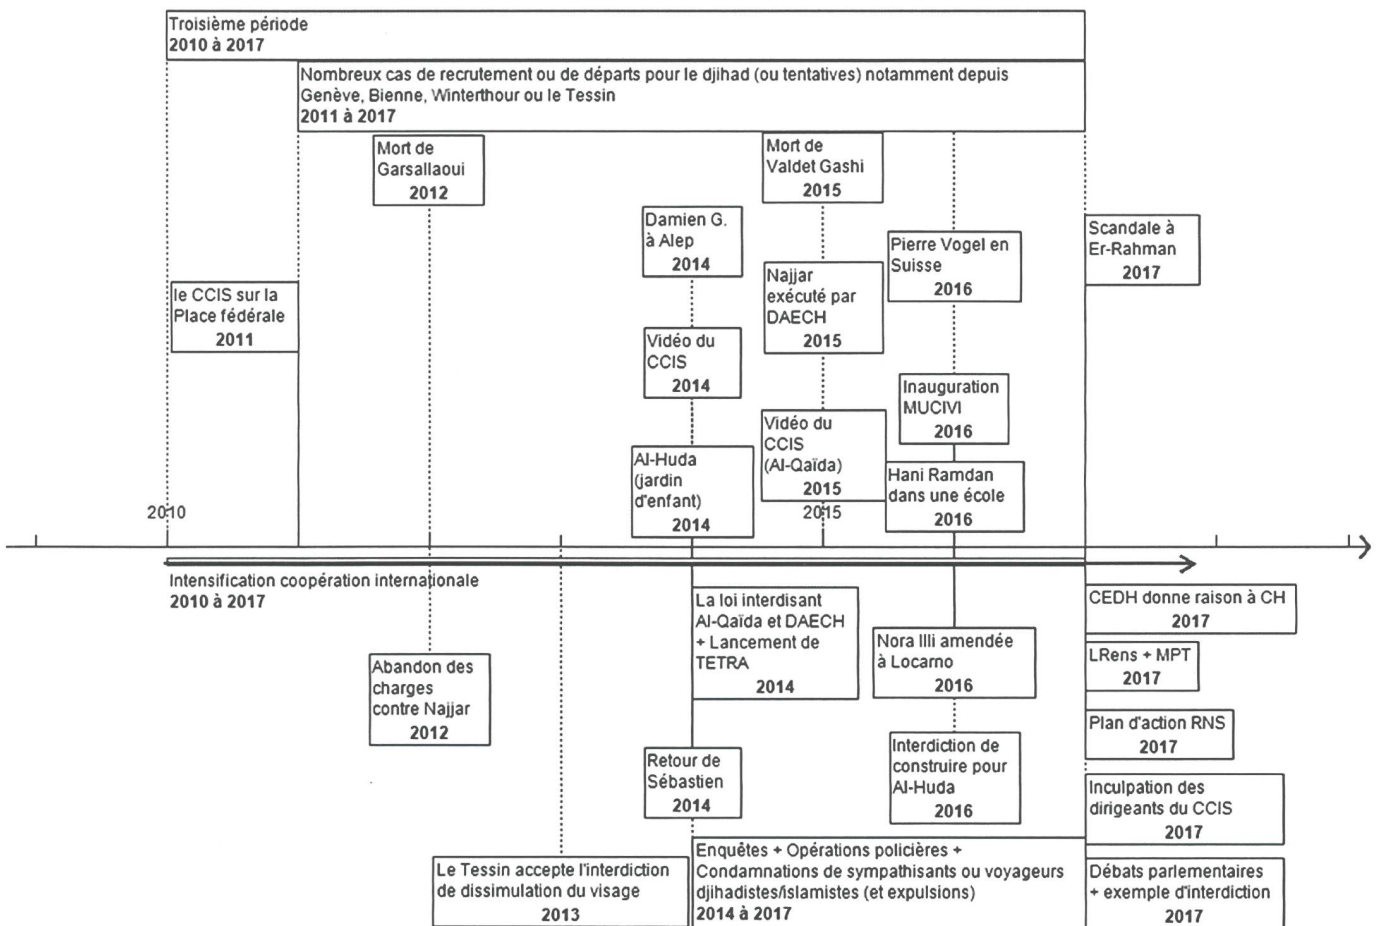 Troisième période
2010 à 2017
Nombreux cas de recrutement ou de départs pour le djihad (ou tentatives) notamment depuis
Genève, Bienne, Winterthour ou le Tessin
2011 à 2017
Mort de
Garsallaoui
2012
Mort de
Valdet Gashi
2015
Damien G.
à Alep
2014
Scandale à
Er-Rahman
2017
Pierre Vogel en
Suisse
2016
Najjar
exécuté par
DAECH
2015
le CCIS sur la
Place fédérale
2011
Vidéo du
CCIS
2014
Inauguration
MUCIVI
2016
Vidéo du
CCIS
(Al-Qaïda)
2015
Al-Huda
(jardin
d'enfant)
2014
Hani Ramdan
dans une école
2016
2010
2015
Intensification coopération internationale
2010 à 2017
La loi interdisant
Al-Qaïda et DAECH
+ Lancement de
TETRA
2014
CEDH donne raison à CH
2017
Nora Illi amendée
à Locarno
2016
LRens + MPT
2017
Abandon des
charges
contre Najjar
2012
Plan d'action RNS
2017
Interdiction de
construire pour
Al-Huda
2016
Retour de
Sébastien
2014
Inculpation des
dirigeants du CCIS
2017
Enquêtes + Opérations policières +
Condamnations de sympathisants ou voyageurs
djihadistes/islamistes (et expulsions)
2014 à 2017
Le Tessin accepte l'interdiction
de dissimulation du visage
2013
Débats parlementaires
+ exemple d'interdiction
2017